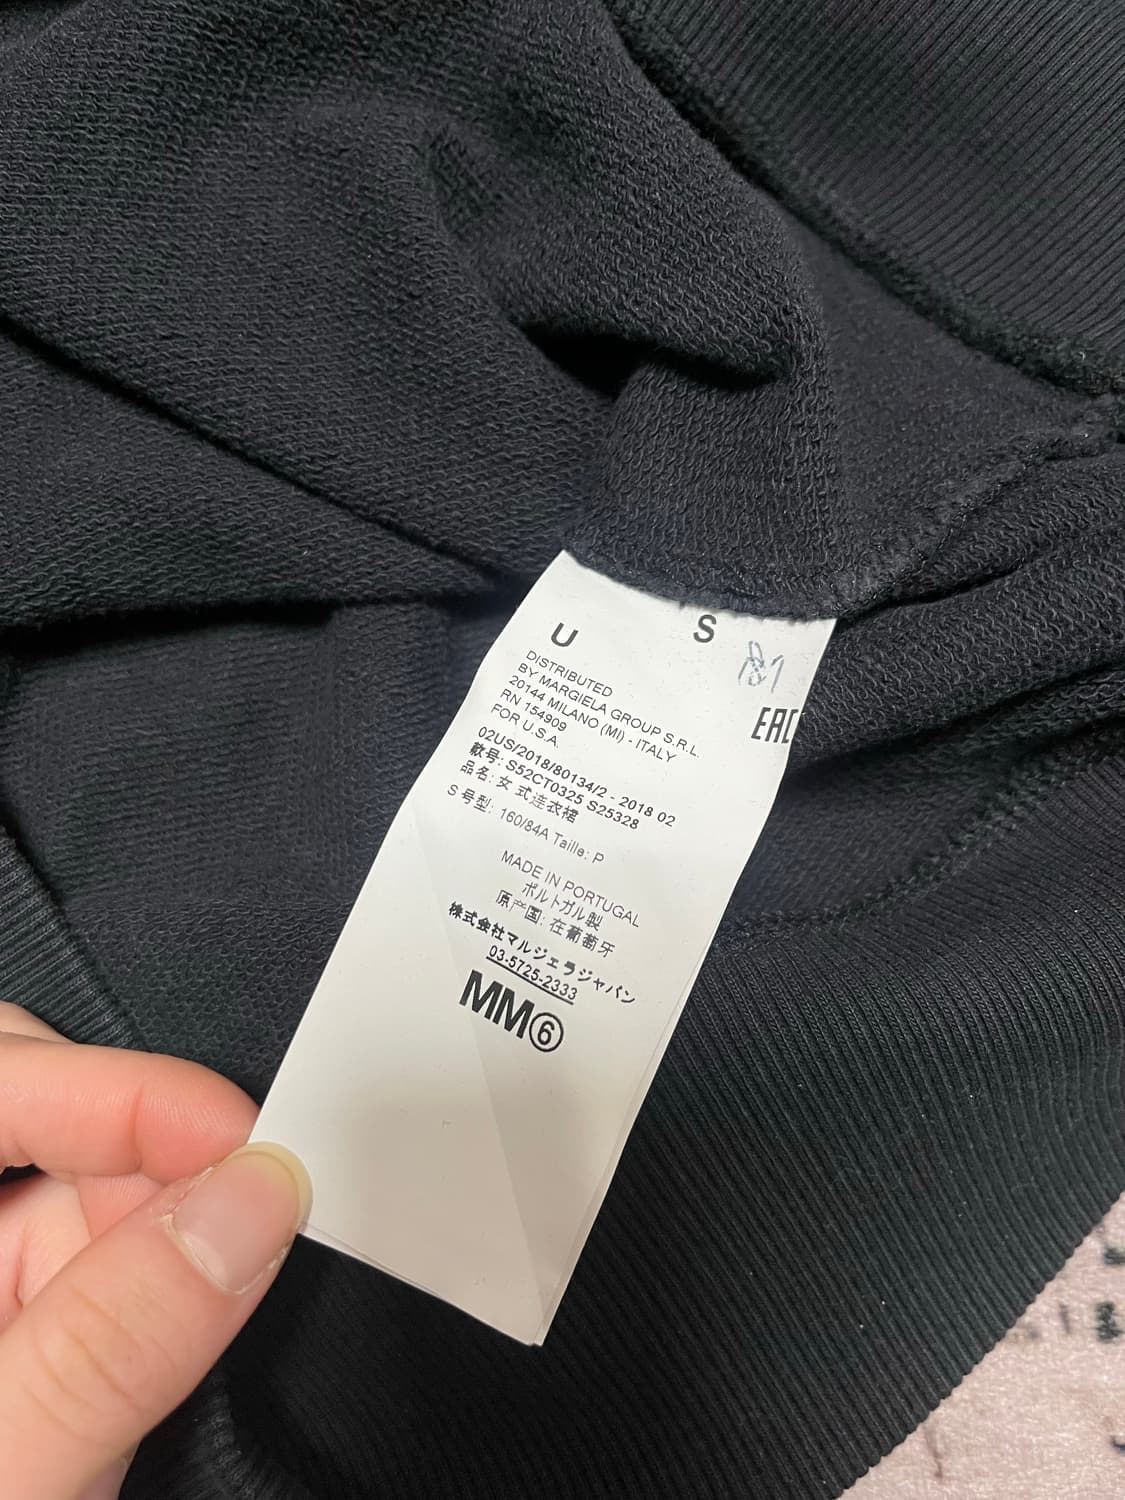 U S
EAC
DISTRIBUTED
BY MARGIELA GROUP S.R.L.
20144 MILANO (MI) - ITALY
RN 154909
FOR U.S.A.
02US/2018/80134/2 - 2018 02
款号: S52CT0325 S25328
品名: 女式连衣裙
S号型: 160/84A Taille: P
MADE IN PORTUGAL
ポルトガル製
原产国: 在葡萄牙
株式会社マルジェラジャパン
03-5725-2333
MM⑥